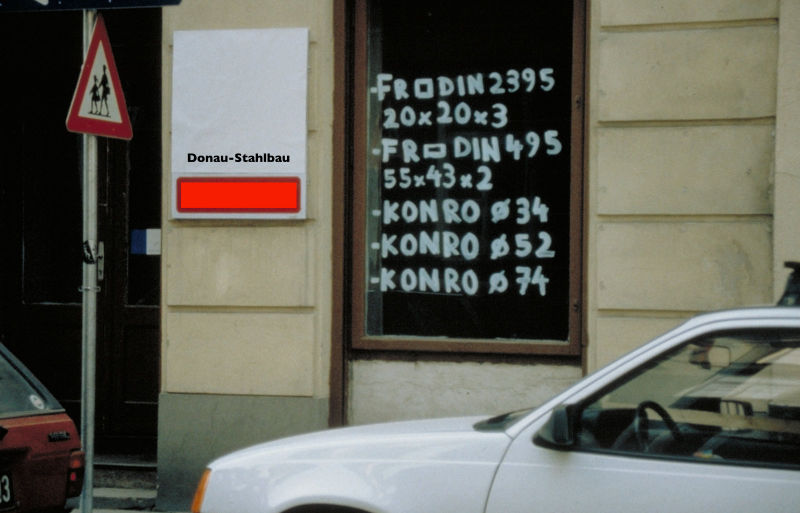 Donau-Stahlbau
-FR□DIN2395
20x20x3
-FR▭DIN495
55x43x2
-KONRO ø34
-KONRO ø52
-KONRO ø74